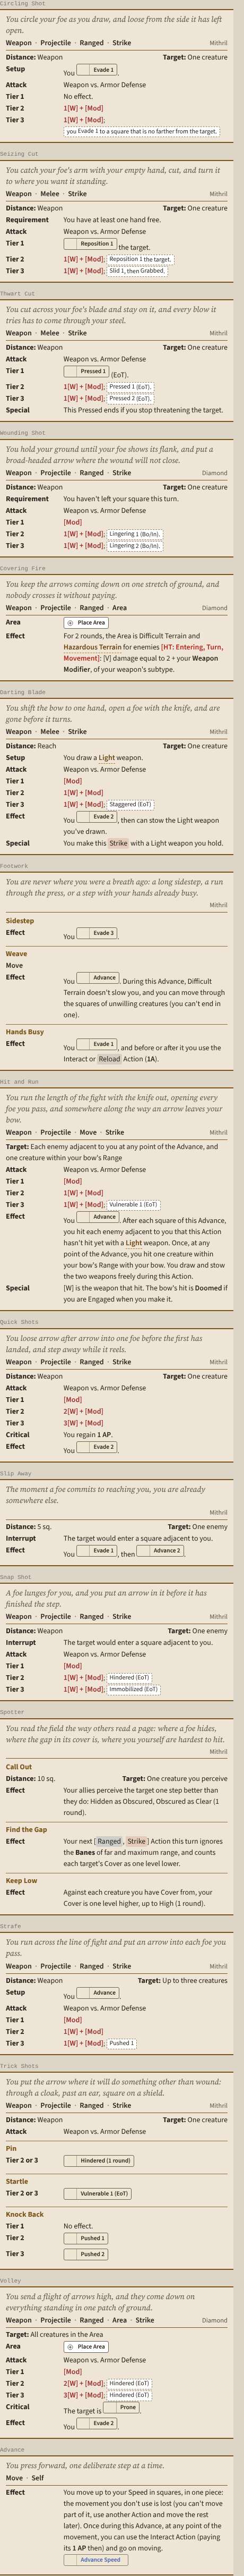 Circling Shot
You circle your foe as you draw, and loose from the side it has left
open.
Weapon · Projectile · Ranged · Strike Mithril
Distance: Weapon Target: One creature
Setup You Evade 1.
Attack Weapon vs. Armor Defense
Tier 1 No effect.
Tier 2 1[W] + [Mod]
Tier 3 1[W] + [Mod];
you Evade 1 to a square that is no farther from the target.
Seizing Cut
You catch your foe's arm with your empty hand, cut, and turn it
to where you want it standing.
Weapon · Melee · Strike Mithril
Distance: Weapon Target: One creature
Requirement You have at least one hand free.
Attack Weapon vs. Armor Defense
Tier 1 Reposition 1 the target.
Tier 2 1[W] + [Mod]; Reposition 1 the target.
Tier 3 1[W] + [Mod]; Slid 1, then Grabbed.
Thwart Cut
You cut across your foe's blade and stay on it, and every blow it
tries has to come through your steel.
Weapon · Melee · Strike Mithril
Distance: Weapon Target: One creature
Attack Weapon vs. Armor Defense
Tier 1 Pressed 1 (EoT).
Tier 2 1[W] + [Mod]; Pressed 1 (EoT).
Tier 3 1[W] + [Mod]; Pressed 2 (EoT).
Special This Pressed ends if you stop threatening the target.
Wounding Shot
You hold your ground until your foe shows its flank, and put a
broad-headed arrow where the wound will not close.
Weapon · Projectile · Ranged · Strike Diamond
Distance: Weapon Target: One creature
Requirement You haven't left your square this turn.
Attack Weapon vs. Armor Defense
Tier 1 [Mod]
Tier 2 1[W] + [Mod]; Lingering 1 (Bo/In).
Tier 3 1[W] + [Mod]; Lingering 2 (Bo/In).
Covering Fire
You keep the arrows coming down on one stretch of ground, and
nobody crosses it without paying.
Weapon · Projectile · Ranged · Area Diamond
Area Place Area
Effect For 2 rounds, the Area is Difficult Terrain and
Hazardous Terrain for enemies [HT: Entering, Turn,
Movement]: [V] damage equal to 2 + your Weapon
Modifier, of your weapon's subtype.
Darting Blade
You shift the bow to one hand, open a foe with the knife, and are
gone before it turns.
Weapon · Melee · Strike Mithril
Distance: Reach Target: One creature
Setup You draw a Light weapon.
Attack Weapon vs. Armor Defense
Tier 1 [Mod]
Tier 2 1[W] + [Mod]
Tier 3 1[W] + [Mod]; Staggered (EoT)
Effect You Evade 2, then can stow the Light weapon
you've drawn.
Special You make this Strike with a Light weapon you held.
Footwork
You are never where you were a breath ago: a long sidestep, a run
through the press, or a step with your hands already busy.
Mithril
Sidestep
Effect You Evade 3.
Weave
Move
Effect You Advance. During this Advance, Difficult
Terrain doesn't slow you, and you can move through
the squares of unwilling creatures (you can't end in
one).
Hands Busy
Effect You Evade 1, and before or after it you use the
Interact or Reload Action (1A).
Hit and Run
You run the length of the fight with the knife out, opening every
foe you pass, and somewhere along the way an arrow leaves your
bow.
Weapon · Projectile · Move · Strike Mithril
Target: Each enemy adjacent to you at any point of the Advance, and
one creature within your bow's Range
Attack Weapon vs. Armor Defense
Tier 1 [Mod]
Tier 2 1[W] + [Mod]
Tier 3 1[W] + [Mod]; Vulnerable 1 (EoT)
Effect You Advance. After each square of this Advance,
you hit each enemy adjacent to you that this Action
hasn't hit yet with a Light weapon. Once, at any
point of the Advance, you hit one creature within
your bow's Range with your bow. You draw and stow
the two weapons freely during this Action.
Special [W] is the weapon that hit. The bow's hit is Doomed if
you are Engaged when you make it.
Quick Shots
You loose arrow after arrow into one foe before the first has
landed, and step away while it reels.
Weapon · Projectile · Ranged · Strike Mithril
Distance: Weapon Target: One creature
Attack Weapon vs. Armor Defense
Tier 1 [Mod]
Tier 2 2[W] + [Mod]
Tier 3 3[W] + [Mod]
Critical You regain 1 AP.
Effect You Evade 2.
Slip Away
The moment a foe commits to reaching you, you are already
somewhere else.
Mithril
Distance: 5 sq. Target: One enemy
Interrupt The target would enter a square adjacent to you.
Effect You Evade 1, then Advance 2.
Snap Shot
A foe lunges for you, and you put an arrow in it before it has
finished the step.
Weapon · Projectile · Ranged · Strike Mithril
Distance: Weapon Target: One enemy
Interrupt The target would enter a square adjacent to you.
Attack Weapon vs. Armor Defense
Tier 1 [Mod]
Tier 2 1[W] + [Mod]; Hindered (EoT)
Tier 3 1[W] + [Mod]; Immobilized (EoT)
Spotter
You read the field the way others read a page: where a foe hides,
where the gap in its cover is, where you yourself are hardest to hit.
Mithril
Call Out
Distance: 10 sq. Target: One creature you perceive
Effect Your allies perceive the target one step better than
they do: Hidden as Obscured, Obscured as Clear (1
round).
Find the Gap
Effect Your next [Ranged, Strike] Action this turn ignores
the Banes of far and maximum range, and counts
each target's Cover as one level lower.
Keep Low
Effect Against each creature you have Cover from, your
Cover is one level higher, up to High (1 round).
Strafe
You run across the line of fight and put an arrow into each foe you
pass.
Weapon · Projectile · Ranged · Strike Mithril
Distance: Weapon Target: Up to three creatures
Setup You Advance.
Attack Weapon vs. Armor Defense
Tier 1 [Mod]
Tier 2 1[W] + [Mod]
Tier 3 1[W] + [Mod]; Pushed 1
Trick Shots
You put the arrow where it will do something other than wound:
through a cloak, past an ear, square on a shield.
Weapon · Projectile · Ranged · Strike Mithril
Distance: Weapon Target: One creature
Attack Weapon vs. Armor Defense
Pin
Tier 2 or 3 Hindered (1 round)
Startle
Tier 2 or 3 Vulnerable 1 (EoT)
Knock Back
Tier 1 No effect.
Tier 2 Pushed 1
Tier 3 Pushed 2
Volley
You send a flight of arrows high, and they come down on
everything standing in one patch of ground.
Weapon · Projectile · Ranged · Area · Strike Diamond
Target: All creatures in the Area
Area Place Area
Attack Weapon vs. Armor Defense
Tier 1 [Mod]
Tier 2 2[W] + [Mod]; Hindered (EoT)
Tier 3 3[W] + [Mod]; Hindered (EoT)
Critical The target is Prone.
Effect You Evade 2.
Advance
You press forward, one deliberate step at a time.
Move · Self
Effect You move up to your Speed in squares, in one piece:
the movement you don't use is lost (you can't move
part of it, use another Action and move the rest
later). Once during this Advance, at any point of the
movement, you can use the Interact Action (paying
its 1 AP then) and go on moving.
Advance Speed